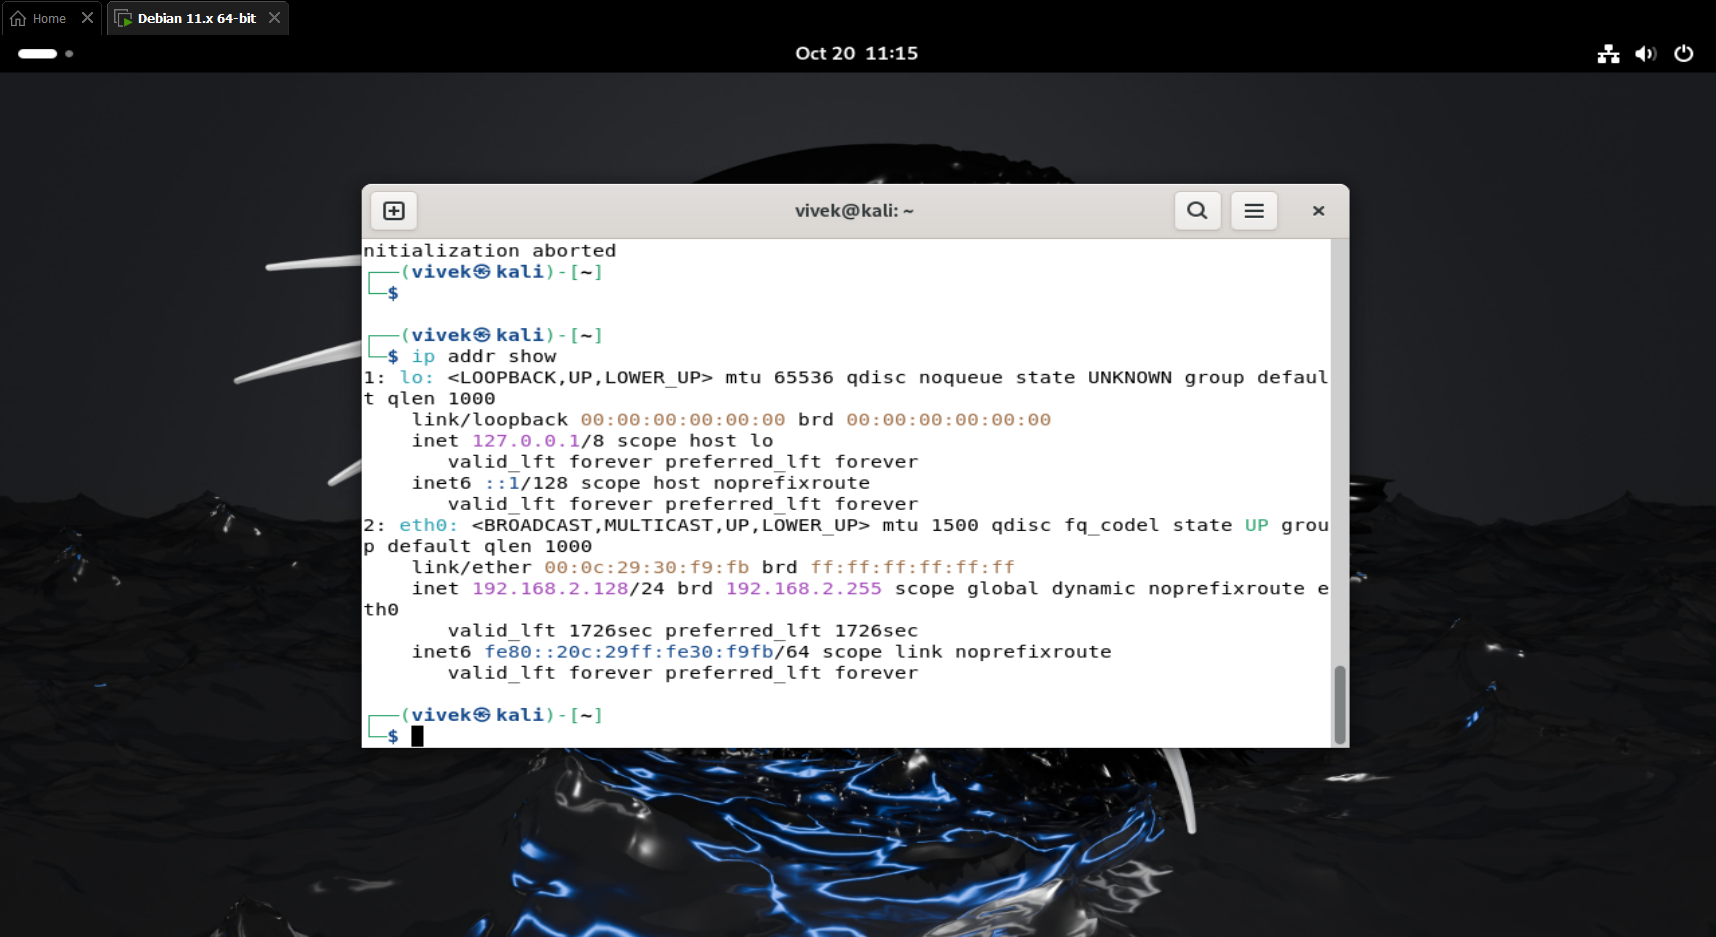 Home
Debian 11.x 64-bit
Oct 20 11:15
vivek@kali: ~
nitialization aborted
┌──(vivek㉿kali)-[~]
└─$
┌──(vivek㉿kali)-[~]
└─$ ip addr show
1: lo: <LOOPBACK,UP,LOWER_UP> mtu 65536 qdisc noqueue state UNKNOWN group defaul
t qlen 1000
link/loopback 00:00:00:00:00:00 brd 00:00:00:00:00:00
inet 127.0.0.1/8 scope host lo
valid_lft forever preferred_lft forever
inet6 ::1/128 scope host noprefixroute
valid_lft forever preferred_lft forever
2: eth0: <BROADCAST,MULTICAST,UP,LOWER_UP> mtu 1500 qdisc fq_codel state UP grou
p default qlen 1000
link/ether 00:0c:29:30:f9:fb brd ff:ff:ff:ff:ff:ff
inet 192.168.2.128/24 brd 192.168.2.255 scope global dynamic noprefixroute e
th0
valid_lft 1726sec preferred_lft 1726sec
inet6 fe80::20c:29ff:fe30:f9fb/64 scope link noprefixroute
valid_lft forever preferred_lft forever
┌──(vivek㉿kali)-[~]
└─$